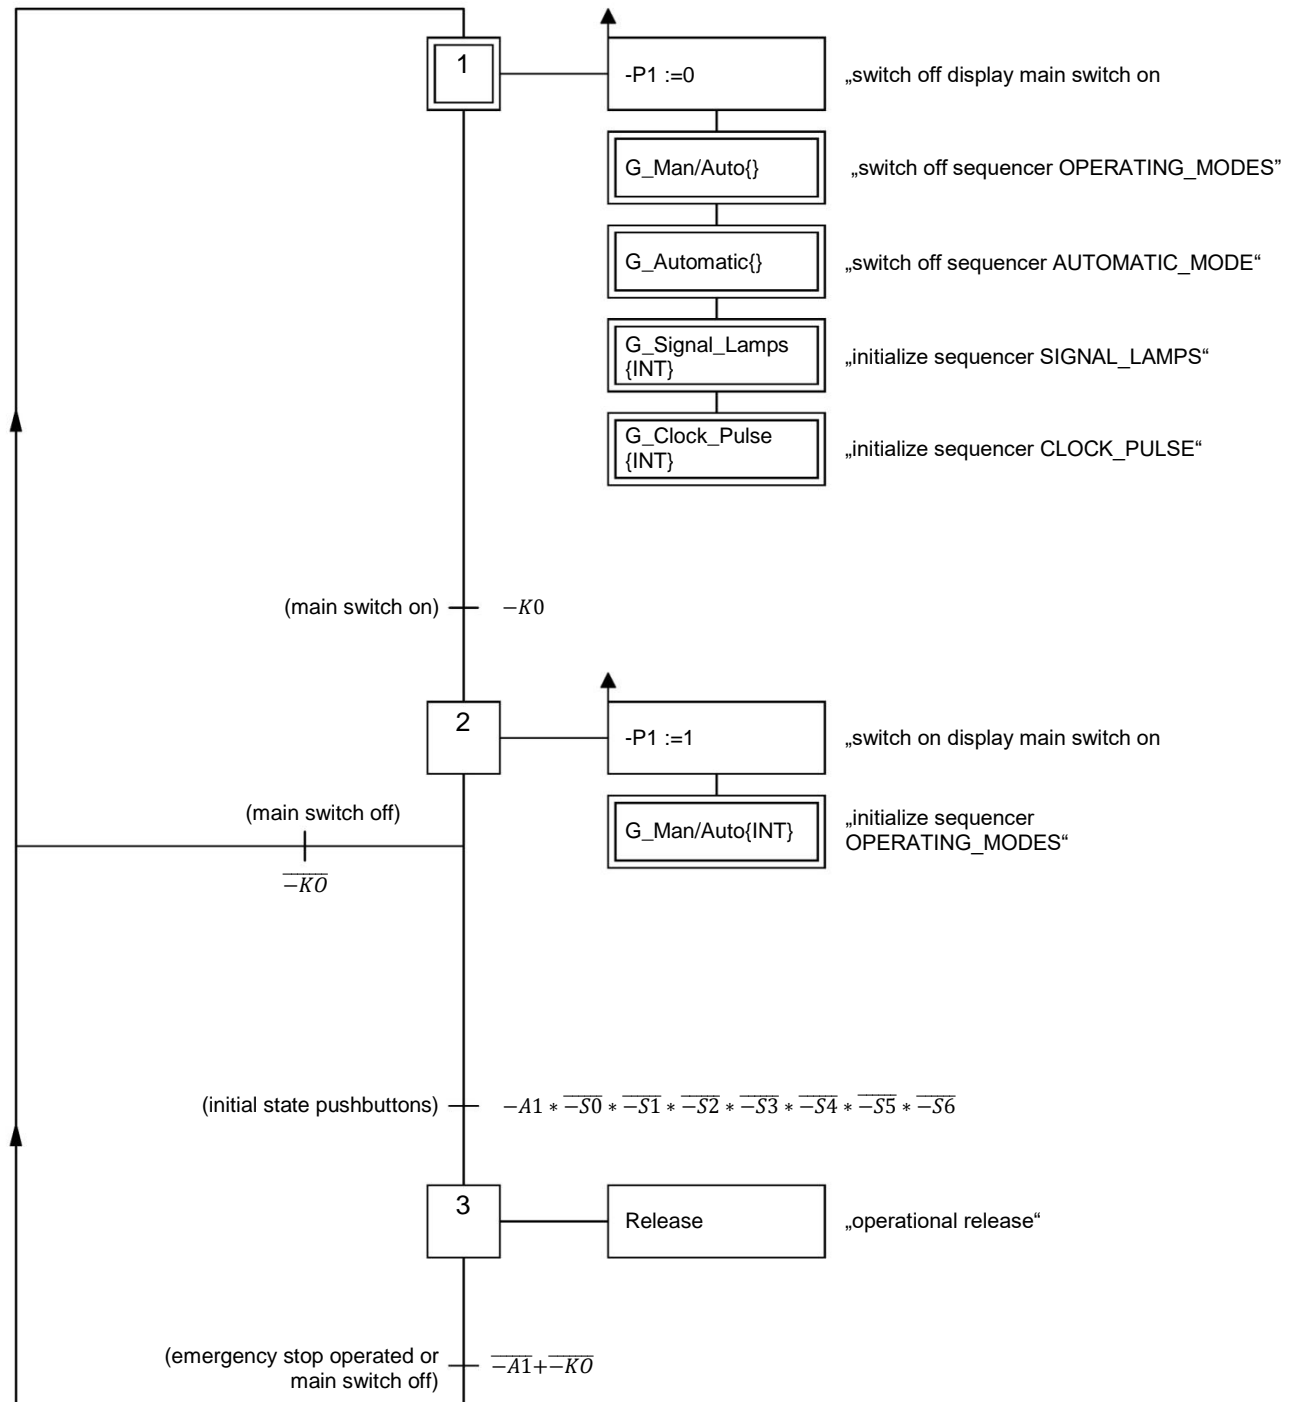 1
-P1 :=0
„switch off display main switch on
G_Man/Auto{}
„switch off sequencer OPERATING_MODES”
G_Automatic{}
„switch off sequencer AUTOMATIC_MODE“
G_Signal_Lamps
{INT}
„initialize sequencer SIGNAL_LAMPS“
G_Clock_Pulse
{INT}
„initialize sequencer CLOCK_PULSE“
(main switch on)
−K0
2
-P1 :=1
„switch on display main switch on
(main switch off)
G_Man/Auto{INT}
„initialize sequencer
OPERATING_MODES“
−KO
(initial state pushbuttons)
−A1 ∗ −S0 ∗ −S1 ∗ −S2 ∗ −S3 ∗ −S4 ∗ −S5 ∗ −S6
3
Release
„operational release“
(emergency stop operated or
main switch off)
−A1+−KO